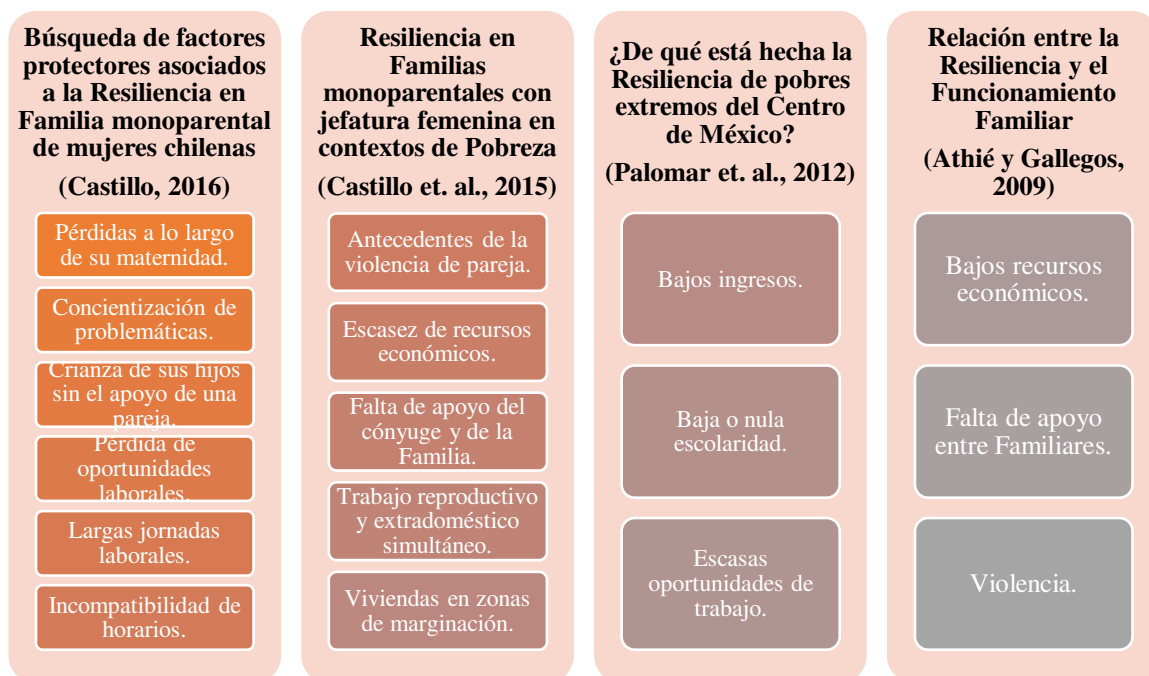 Búsqueda de factores
protectores asociados
a la Resiliencia en
Familia monoparental
de mujeres chilenas
(Castillo, 2016)
Pérdidas a lo largo
de su maternidad.
Concientización de
problemáticas.
Crianza de sus hijos
sin el apoyo de una
pareja.
Pérdida de
oportunidades
laborales.
Largas jornadas
laborales.
Incompatibilidad de
horarios.
Resiliencia en
Familias
monoparentales con
jefatura femenina en
contextos de Pobreza
(Castillo et. al., 2015)
Antecedentes de la
violencia de pareja.
Escasez de recursos
económicos.
Falta de apoyo del
cónyuge y de la
Familia.
Trabajo reproductivo
y extradoméstico
simultáneo.
Viviendas en zonas
de marginación.
¿De qué está hecha la
Resiliencia de pobres
extremos del Centro
de México?
(Palomar et. al., 2012)
Bajos ingresos.
Baja o nula
escolaridad.
Escasas
oportunidades de
trabajo.
Relación entre la
Resiliencia y el
Funcionamiento
Familiar
(Athié y Gallegos,
2009)
Bajos recursos
económicos.
Falta de apoyo
entre Familiares.
Violencia.